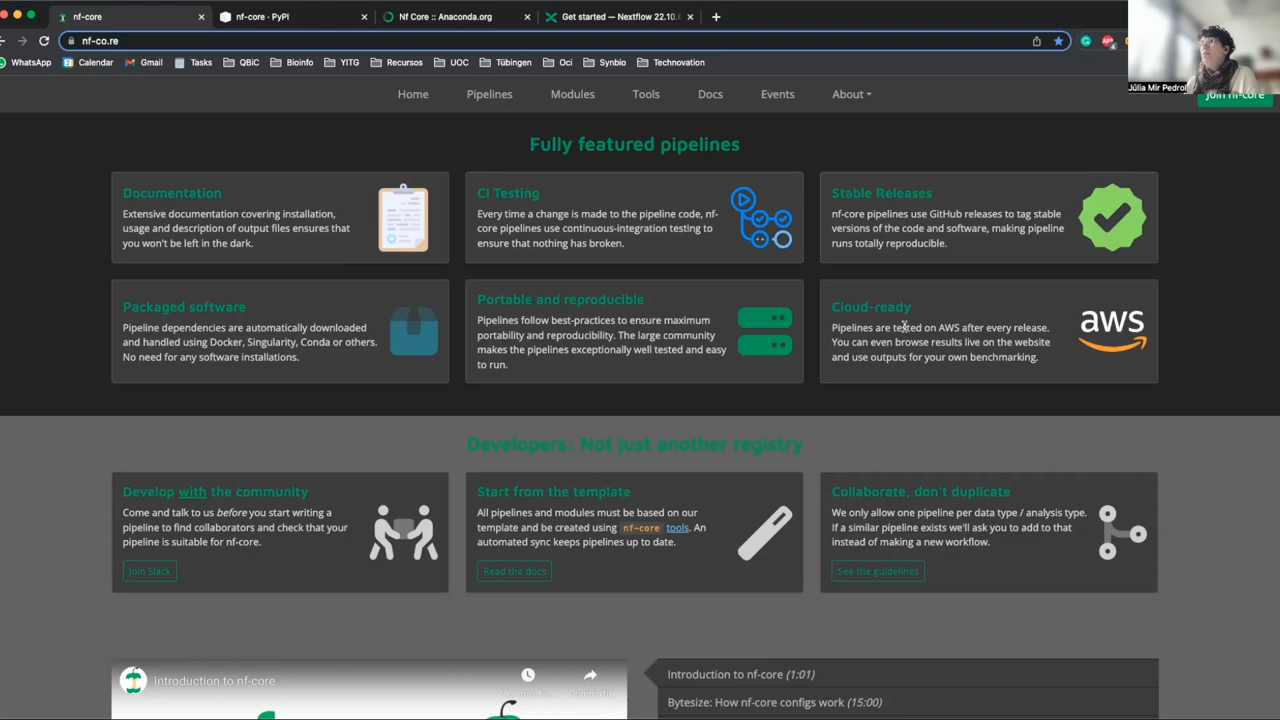 nf-core
nf-core · PyPI
Nf Core :: Anaconda.org
Get started — Nextflow 22.10.
nf-co.re
WhatsApp
Calendar
Gmail
Tasks
QBiC
Bioinfo
YITG
Recursos
UOC
Tübingen
Oci
Synbio
Technovation
Júlia Mir Pedrol
Home
Pipelines
Modules
Tools
Docs
Events
About
Join nf-core
Fully featured pipelines
Documentation
Extensive documentation covering installation,
usage and description of output files ensures that
you won't be left in the dark.
CI Testing
Every time a change is made to the pipeline code, nf-
core pipelines use continuous-integration testing to
ensure that nothing has broken.
Stable Releases
nf-core pipelines use GitHub releases to tag stable
versions of the code and software, making pipeline
runs totally reproducible.
Packaged software
Pipeline dependencies are automatically downloaded
and handled using Docker, Singularity, Conda or others.
No need for any software installations.
Portable and reproducible
Pipelines follow best-practices to ensure maximum
portability and reproducibility. The large community
makes the pipelines exceptionally well tested and easy
to run.
Cloud-ready
Pipelines are tested on AWS after every release.
You can even browse results live on the website
and use outputs for your own benchmarking.
aws
Developers: Not just another registry
Develop with the community
Come and talk to us before you start writing a
pipeline to find collaborators and check that your
pipeline is suitable for nf-core.
Join Slack
Start from the template
All pipelines and modules must be based on our
template and be created using nf-core tools. An
automated sync keeps pipelines up to date.
Read the docs
Collaborate, don't duplicate
We only allow one pipeline per data type / analysis type.
If a similar pipeline exists we'll ask you to add to that
instead of making a new workflow.
See the guidelines
Introduction to nf-core
Introduction to nf-core (1:01)
Bytesize: How nf-core configs work (15:00)